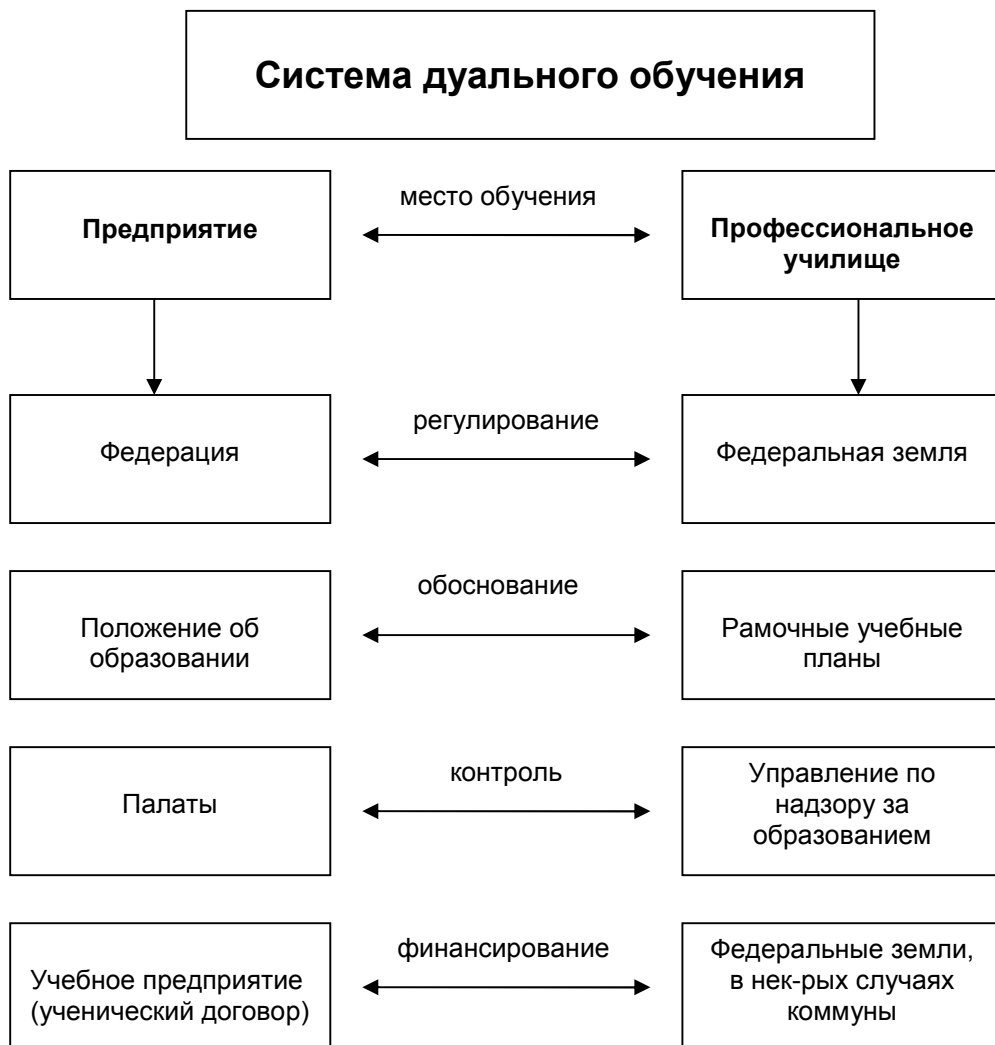 Система дуального обучения
Предприятие
место обучения
Профессиональное
училище
Федерация
регулирование
Федеральная земля
Положение об
образовании
обоснование
Рамочные учебные
планы
Палаты
контроль
Управление по
надзору за
образованием
Учебное предприятие
(ученический договор)
финансирование
Федеральные земли,
в нек-рых случаях
коммуны